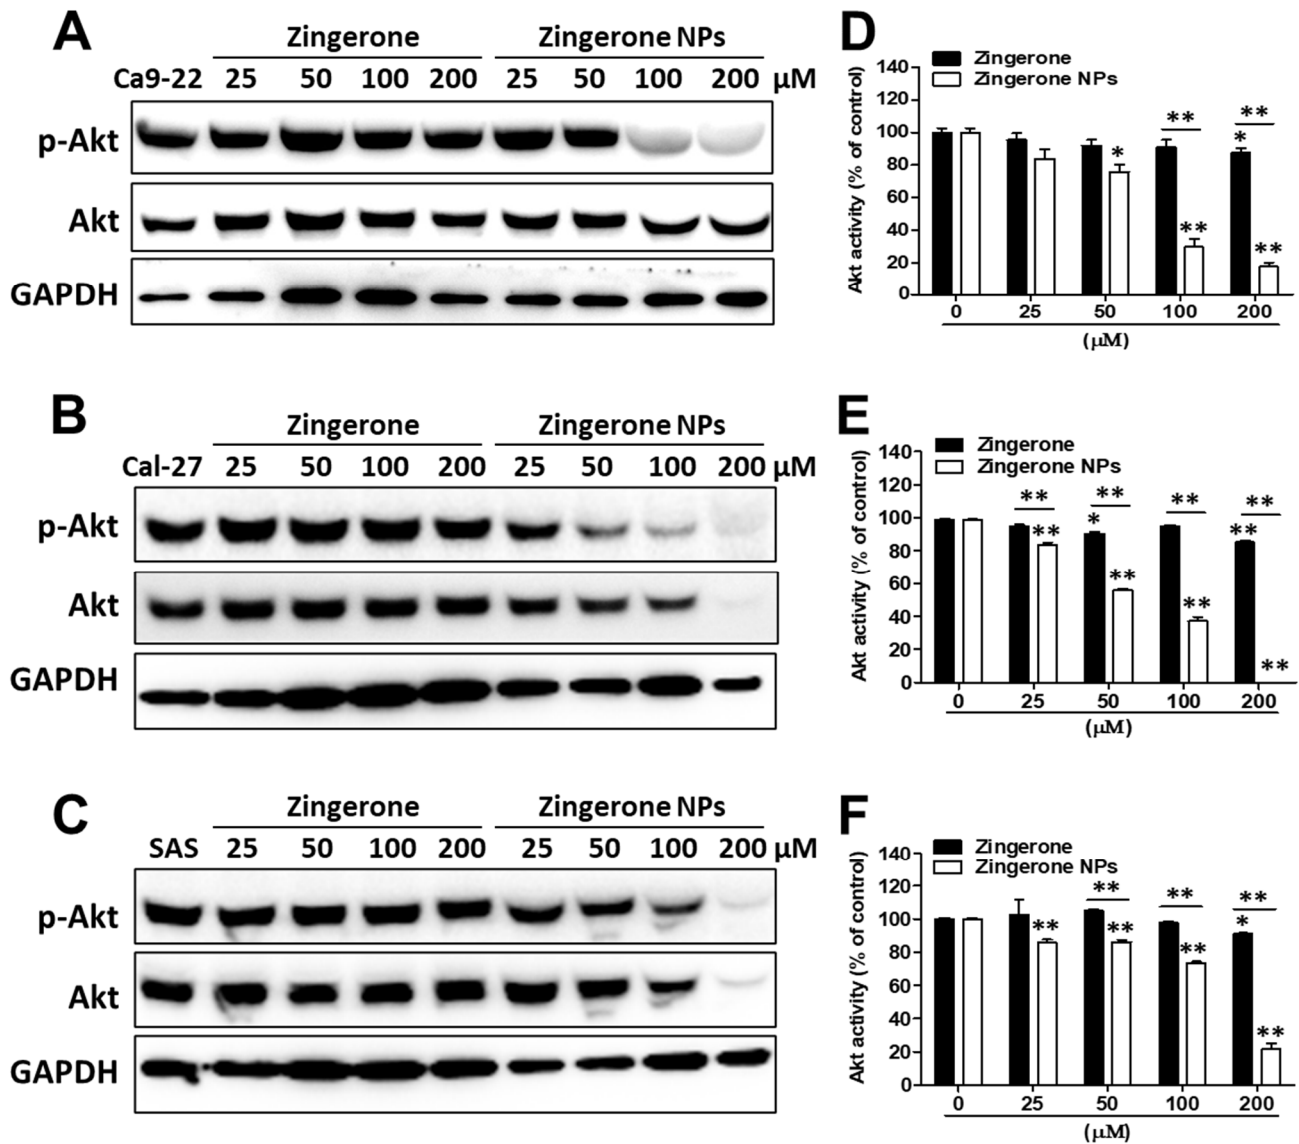 A
Zingerone Zingerone NPs
Ca9-22 25 50 100 200 25 50 100 200 µM
p-Akt
Akt
GAPDH
D
Zingerone
Zingerone NPs
Akt activity (% of control)
140
120
100
80
60
40
20
0
** **
* *
** **
0 25 50 100 200
(µM)
B
Zingerone Zingerone NPs
Cal-27 25 50 100 200 25 50 100 200 µM
p-Akt
Akt
GAPDH
E
Zingerone
Zingerone NPs
Akt activity (% of control)
140
120
100
80
60
40
20
0
** ** ** **
** * **
** ** **
0 25 50 100 200
(µM)
C
Zingerone Zingerone NPs
SAS 25 50 100 200 25 50 100 200 µM
p-Akt
Akt
GAPDH
F
Zingerone
Zingerone NPs
Akt activity (% of control)
140
120
100
80
60
40
20
0
** ** **
** ** ** *
**
0 25 50 100 200
(µM)